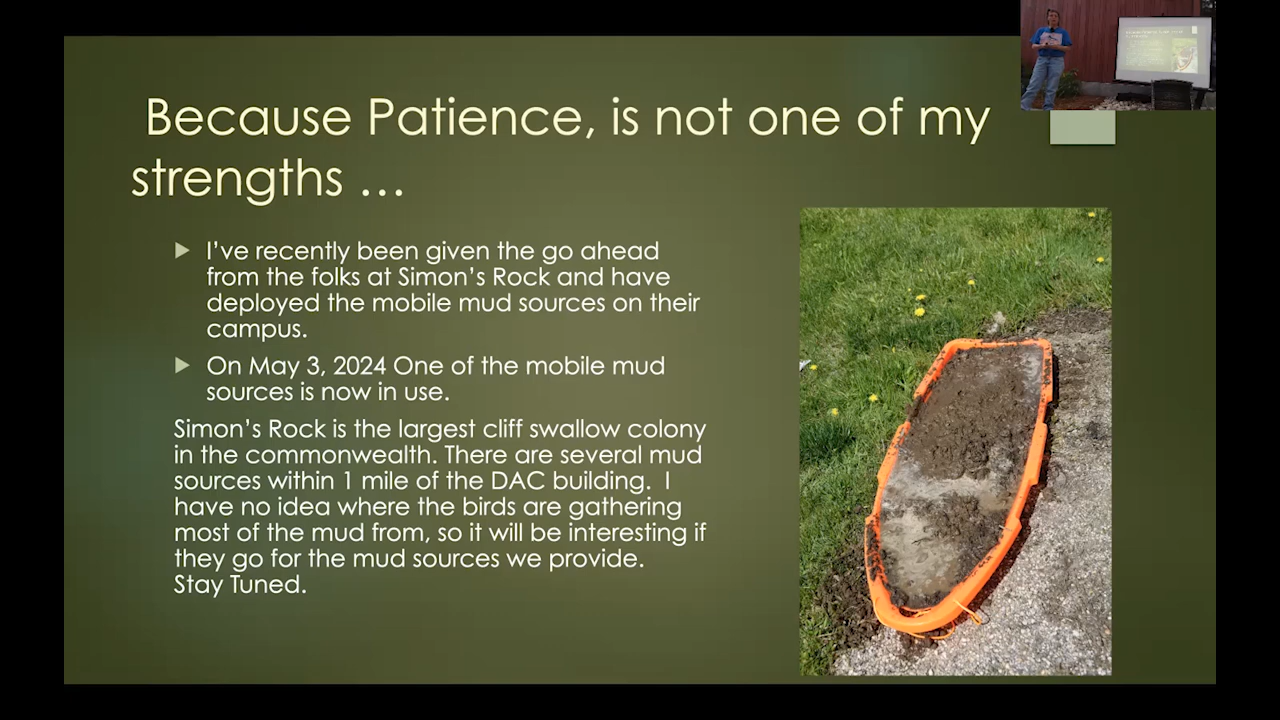 Because Patience, is not one of my
strengths …
I've recently been given the go ahead
from the folks at Simon's Rock and have
deployed the mobile mud sources on their
campus.
On May 3, 2024 One of the mobile mud
sources is now in use.
Simon's Rock is the largest cliff swallow colony
in the commonwealth. There are several mud
sources within 1 mile of the DAC building.  I
have no idea where the birds are gathering
most of the mud from, so it will be interesting if
they go for the mud sources we provide.
Stay Tuned.